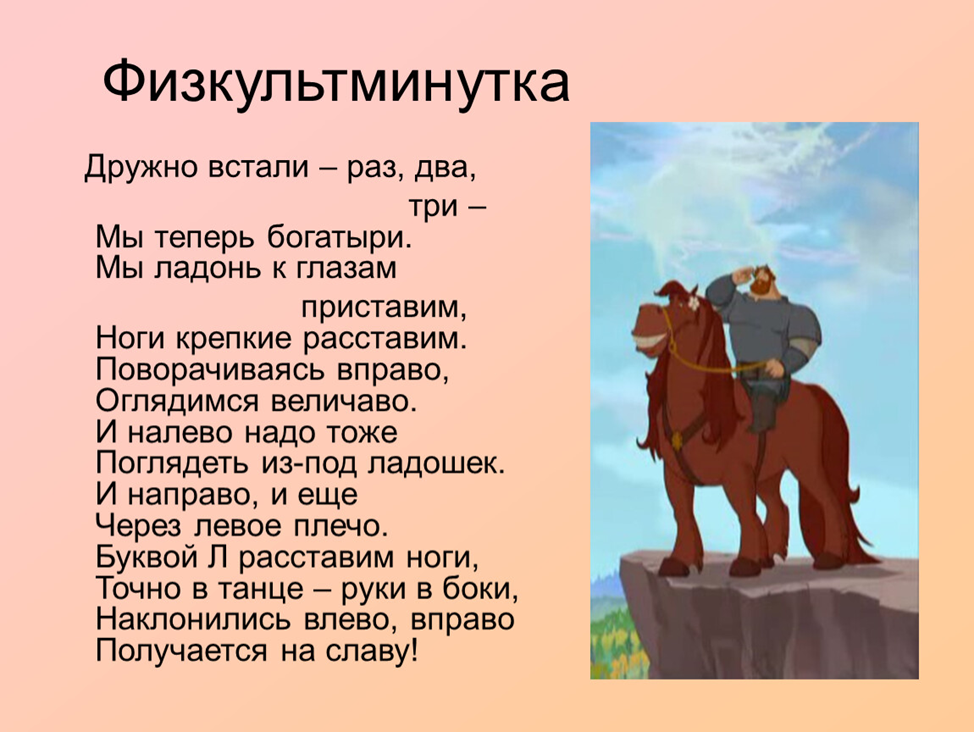 Физкультминутка
Дружно встали – раз, два,
три –
Мы теперь богатыри.
Мы ладонь к глазам
приставим,
Ноги крепкие расставим.
Поворачиваясь вправо,
Оглядимся величаво.
И налево надо тоже
Поглядеть из-под ладошек.
И направо, и еще
Через левое плечо.
Буквой Л расставим ноги,
Точно в танце – руки в боки,
Наклонились влево, вправо
Получается на славу!